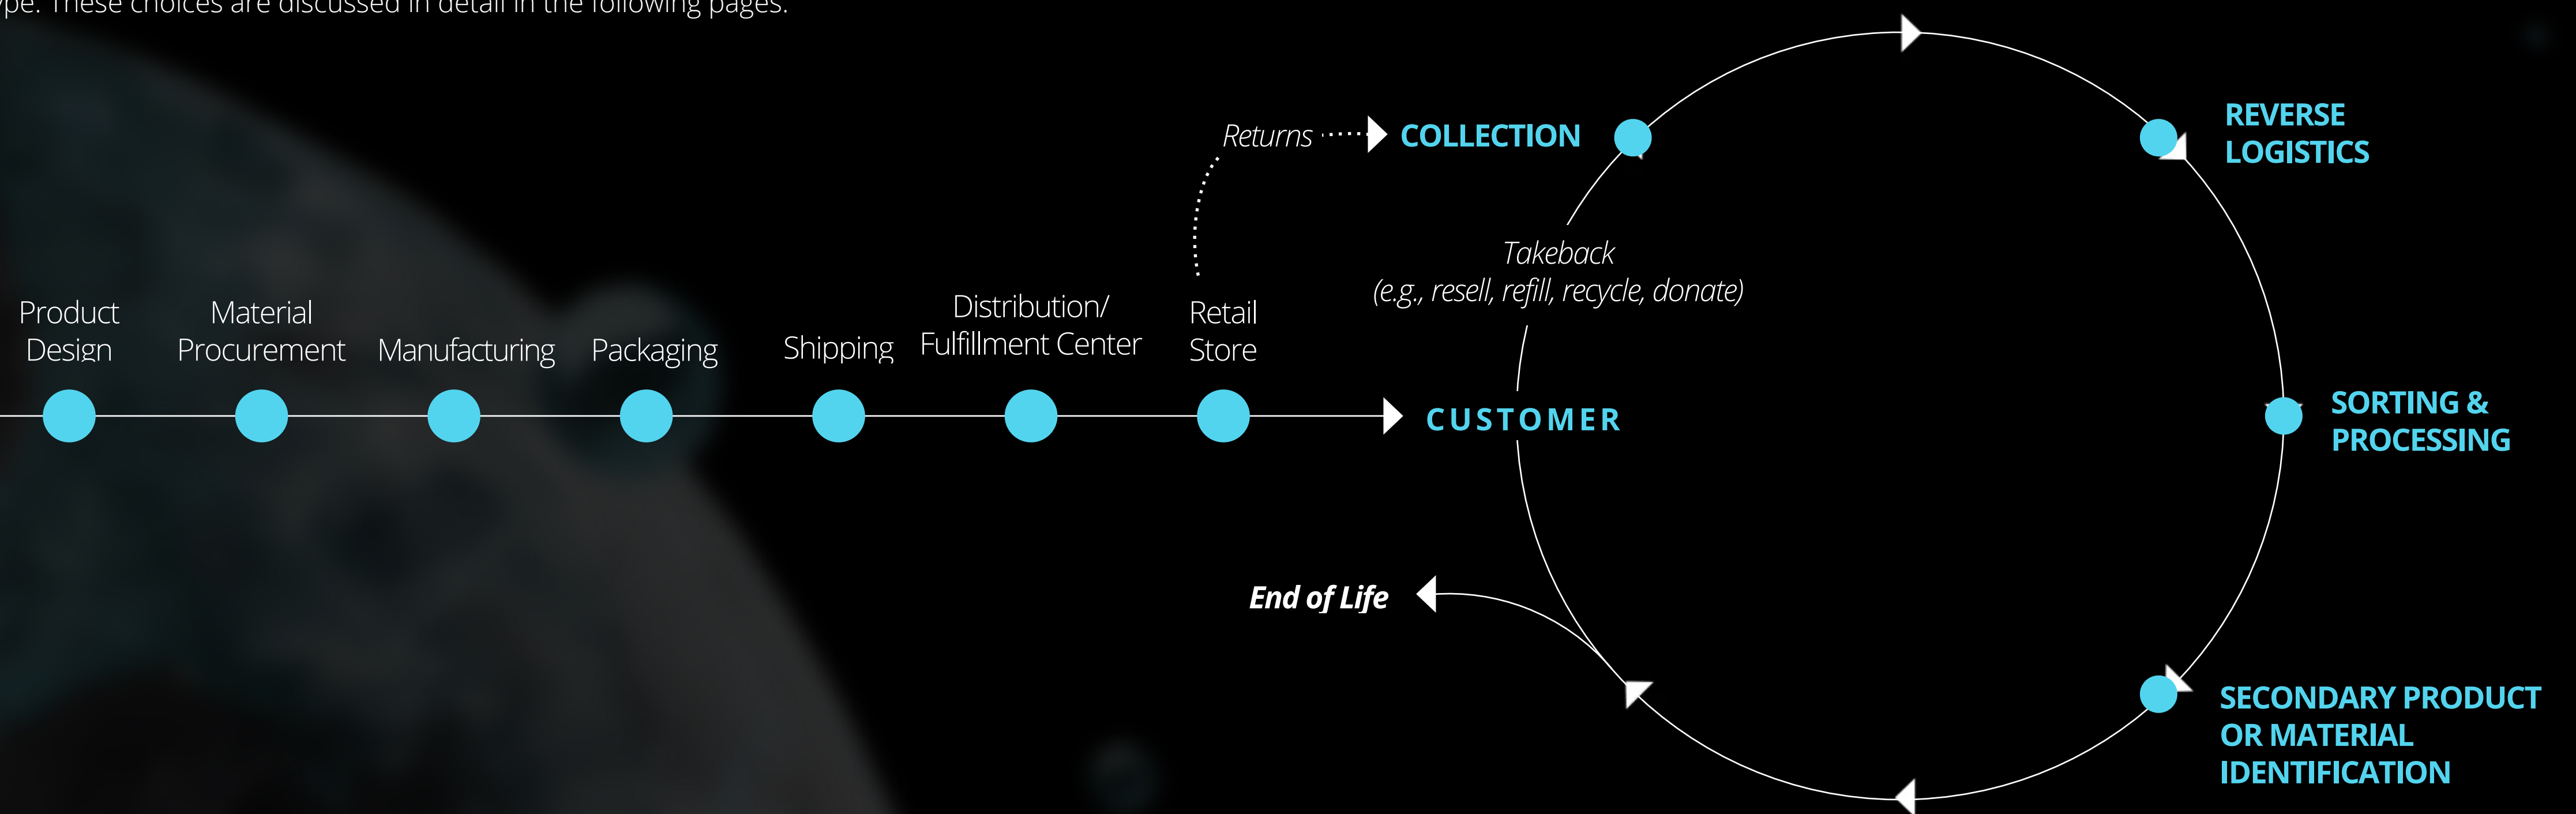 ype. These choices are discussed in detail in the following pages.
REVERSE
LOGISTICS
Returns
COLLECTION
Takeback
(e.g., resell, refill, recycle, donate)
Product
Design
Material
Procurement
Manufacturing
Packaging
Shipping
Distribution/
Fulfillment Center
Retail
Store
CUSTOMER
SORTING &
PROCESSING
End of Life
SECONDARY PRODUCT
OR MATERIAL
IDENTIFICATION